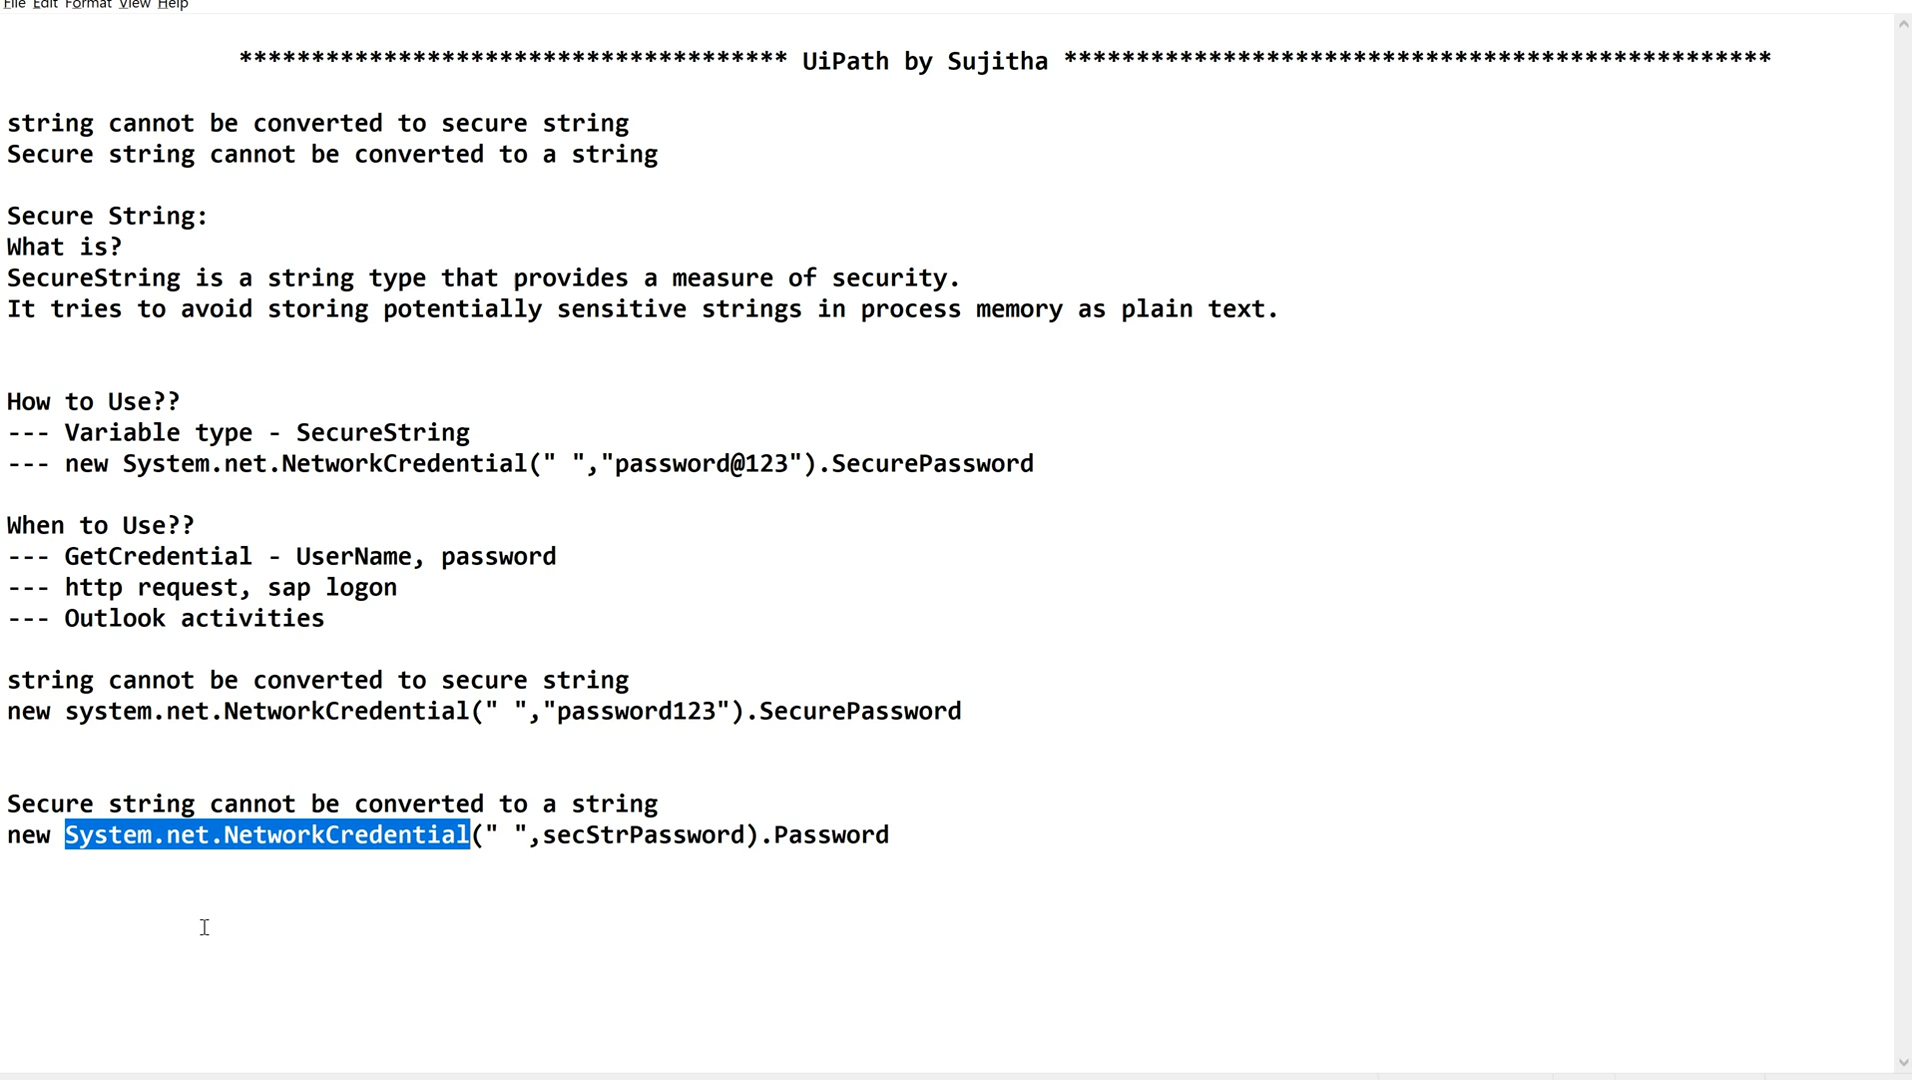 File Edit Format View Help
************************************** UiPath by Sujitha *************************************************
string cannot be converted to secure string
Secure string cannot be converted to a string
Secure String:
What is?
SecureString is a string type that provides a measure of security.
It tries to avoid storing potentially sensitive strings in process memory as plain text.
How to Use??
--- Variable type - SecureString
--- new System.net.NetworkCredential(" ","password@123").SecurePassword
When to Use??
--- GetCredential - UserName, password
--- http request, sap logon
--- Outlook activities
string cannot be converted to secure string
new system.net.NetworkCredential(" ","password123").SecurePassword
Secure string cannot be converted to a string
new System.net.NetworkCredential(" ",secStrPassword).Password